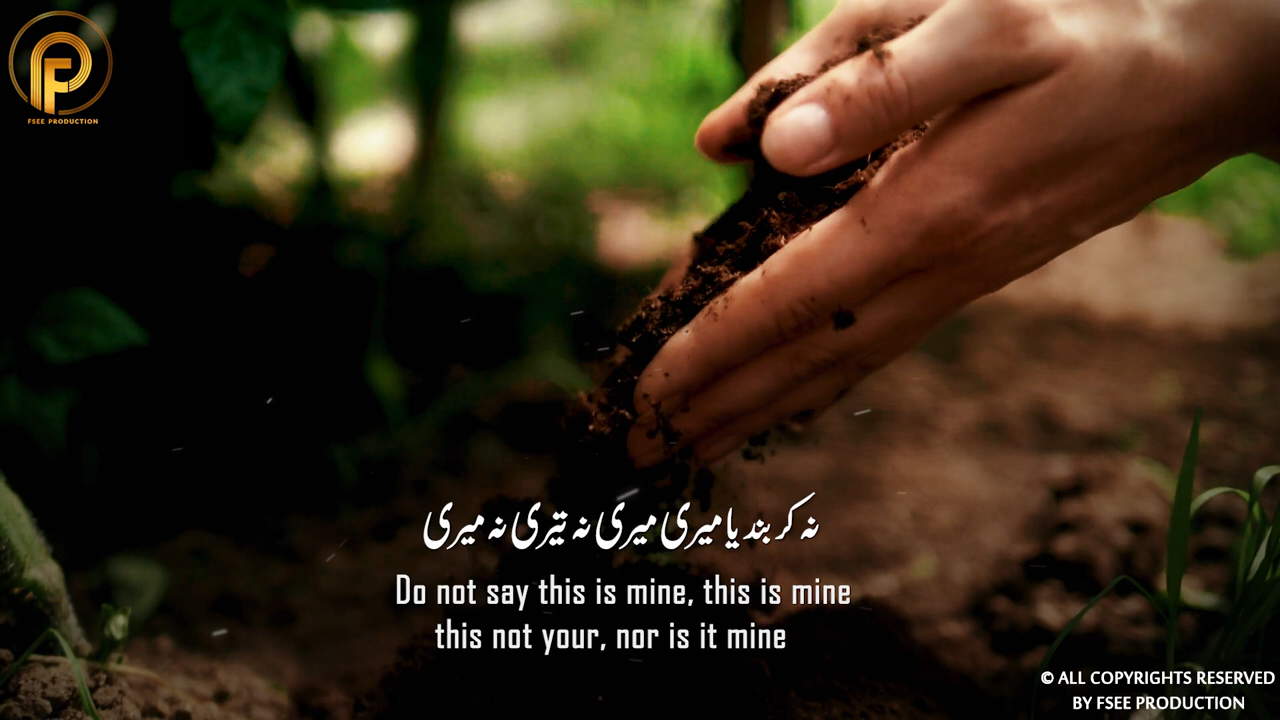 FSEE PRODUCTION
نہ کر بندیا میری میری نہ تیری نہ میری
Do not say this is mine, this is mine
this not your, nor is it mine
© ALL COPYRIGHTS RESERVED
BY FSEE PRODUCTION